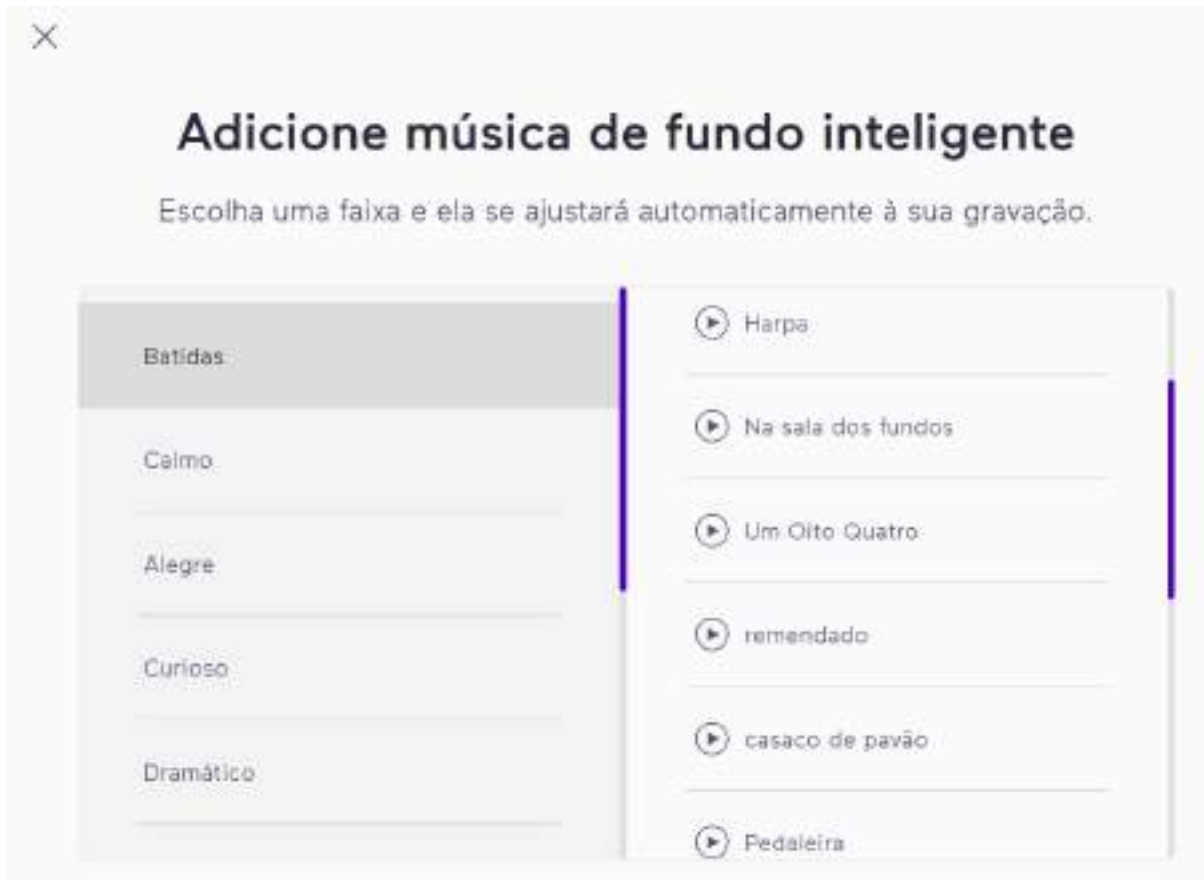 Adicione música de fundo inteligente
Escolha uma faixa e ela se ajustará automaticamente à sua gravação.
Batidas
Calmo
Alegre
Curioso
Dramático
Harpa
Na sala dos fundos
Um Oito Quatro
remendado
casaco de pavão
Pedaleira